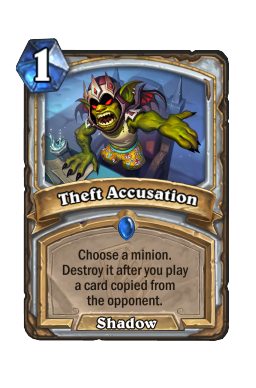 1
Theft Accusation
Choose a minion.
Destroy it after you play
a card copied from
the opponent.
Shadow